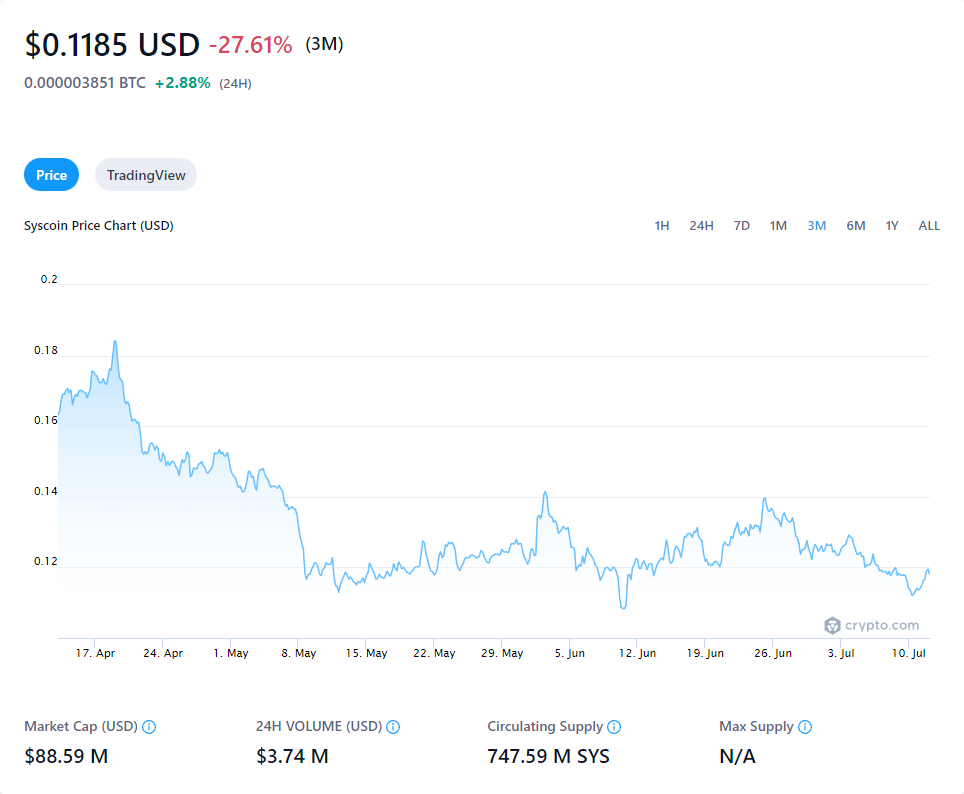 $0.1185 USD -27.61% (3M)
0.000003851 BTC +2.88% (24H)
Price TradingView
Syscoin Price Chart (USD) 1H 24H 7D 1M 3M 6M 1Y ALL
0.2
0.18
0.16
0.14
0.12
crypto.com
17. Apr 24. Apr 1. May 8. May 15. May 22. May 29. May 5. Jun 12. Jun 19. Jun 26. Jun 3. Jul 10. Jul
Market Cap (USD) 24H VOLUME (USD) Circulating Supply Max Supply
$88.59 M $3.74 M 747.59 M SYS N/A